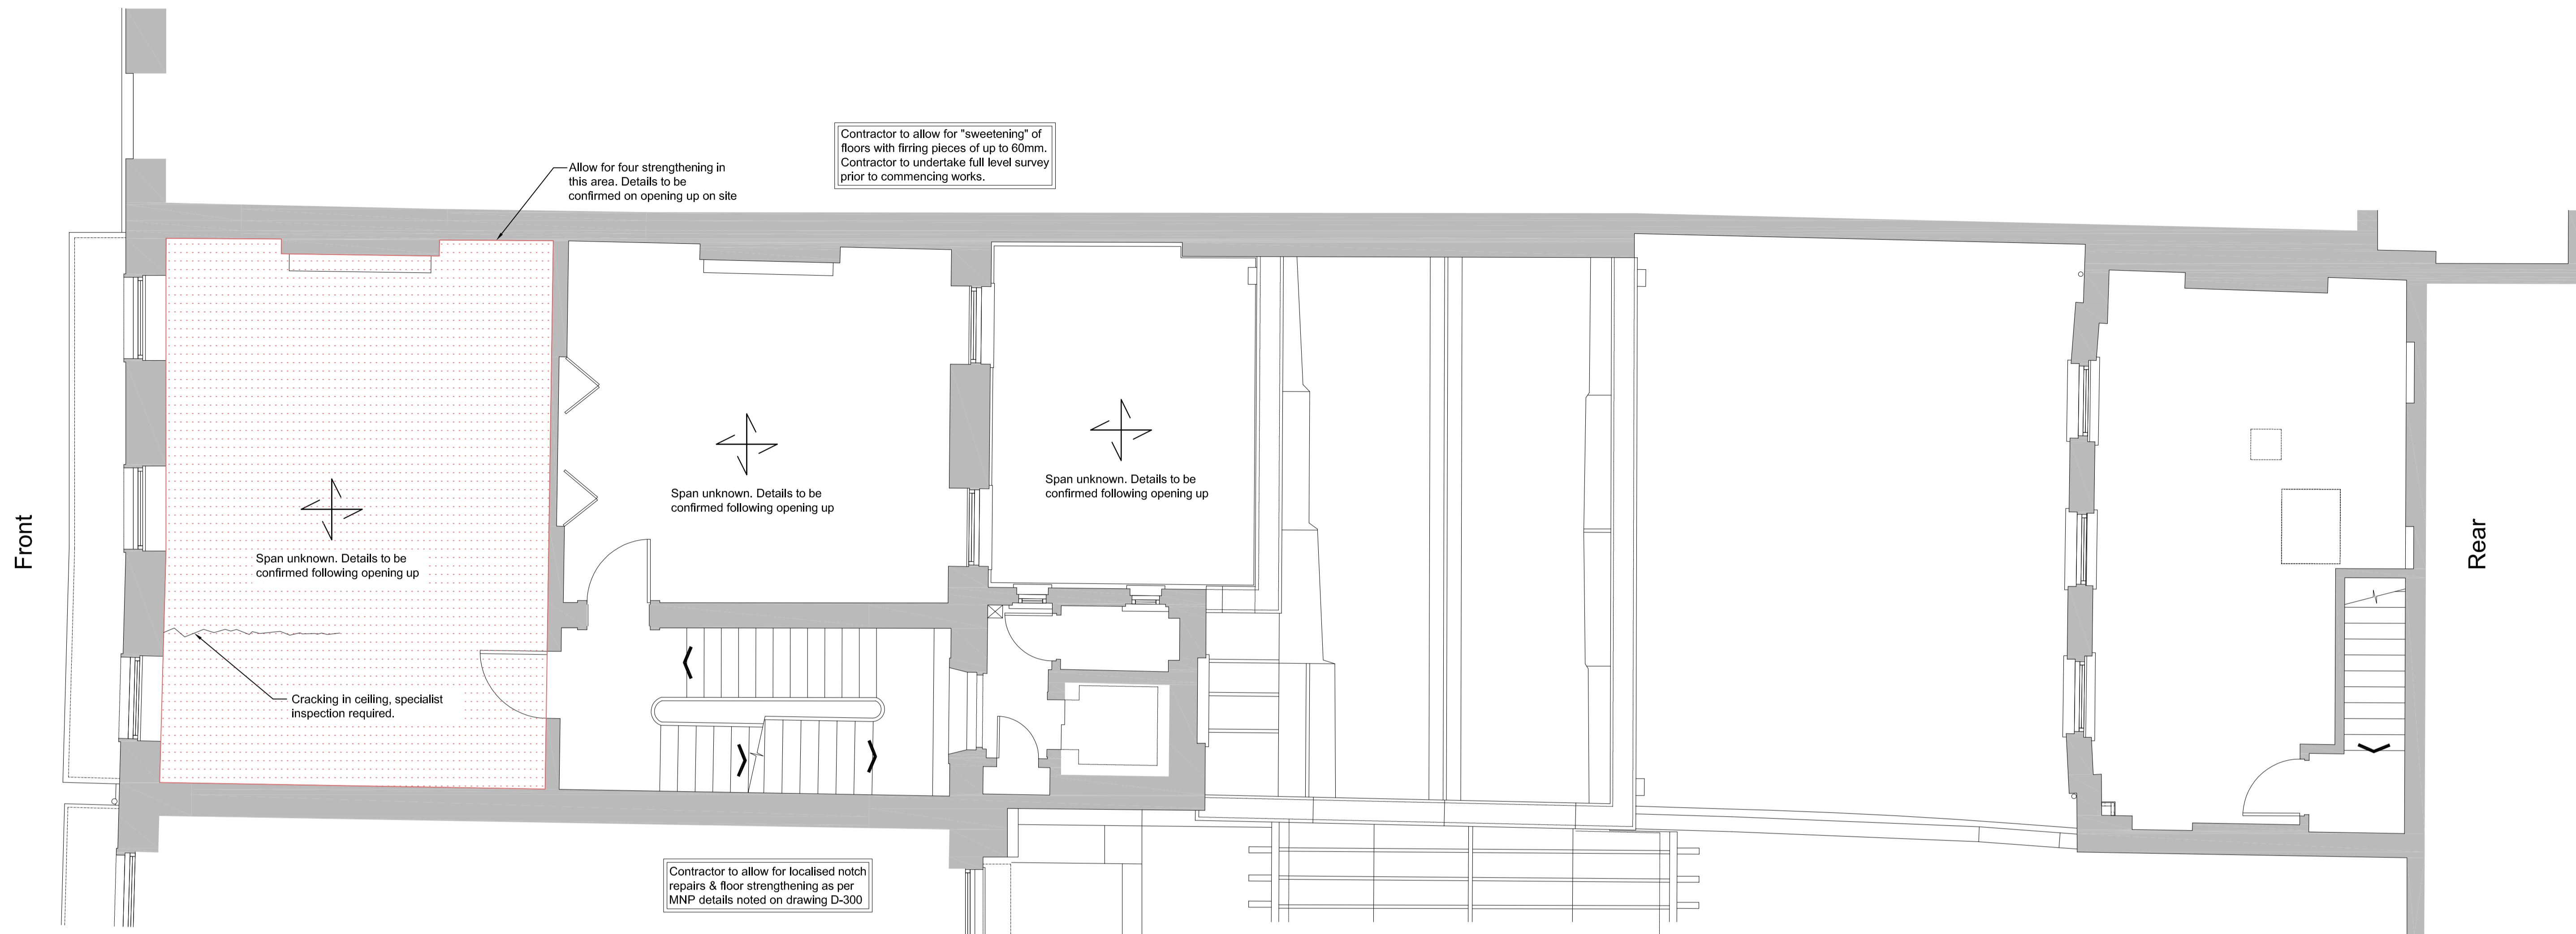 Contractor to allow for "sweetening" of
floors with firring pieces of up to 60mm.
Contractor to undertake full level survey
prior to commencing works.
Allow for four strengthening in
this area. Details to be
confirmed on opening up on site
Front
Span unknown. Details to be
confirmed following opening up
Span unknown. Details to be
confirmed following opening up
Span unknown. Details to be
confirmed following opening up
Rear
Cracking in ceiling, specialist
inspection required.
Contractor to allow for localised notch
repairs & floor strengthening as per
MNP details noted on drawing D-300